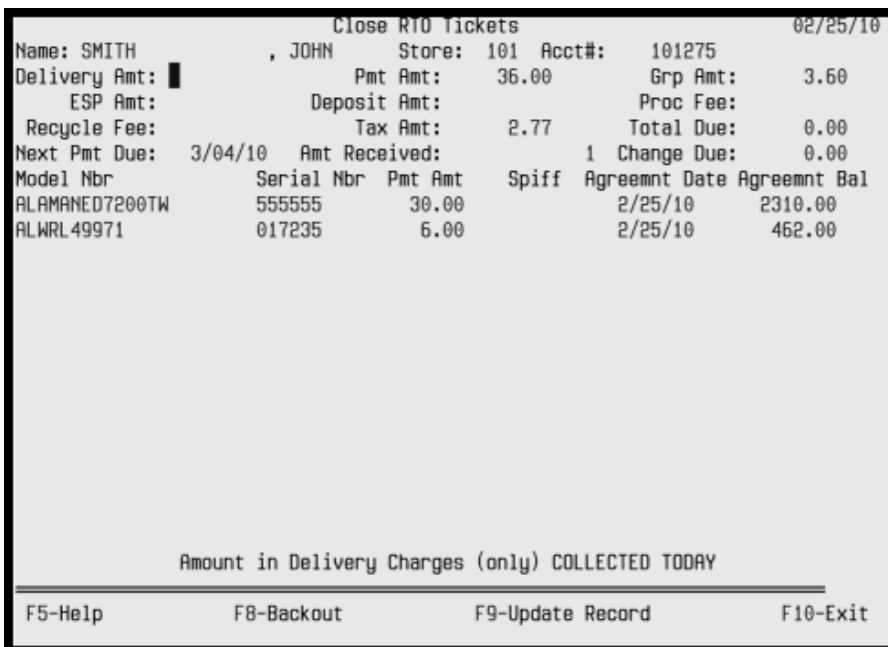 Close RTO Tickets 02/25/10
Name: SMITH , JOHN Store: 101 Acct#: 101275
Delivery Amt: Pmt Amt: 36.00 Grp Amt: 3.60
ESP Amt: Deposit Amt: Proc Fee:
Recycle Fee: Tax Amt: 2.77 Total Due: 0.00
Next Pmt Due: 3/04/10 Amt Received: 1 Change Due: 0.00
Model Nbr Serial Nbr Pmt Amt Spiff Agreemnt Date Agreemnt Bal
ALAMANED7200TW 555555 30.00 2/25/10 2310.00
ALWRL49971 017235 6.00 2/25/10 462.00
Amount in Delivery Charges (only) COLLECTED TODAY
F5-Help F8-Backout F9-Update Record F10-Exit